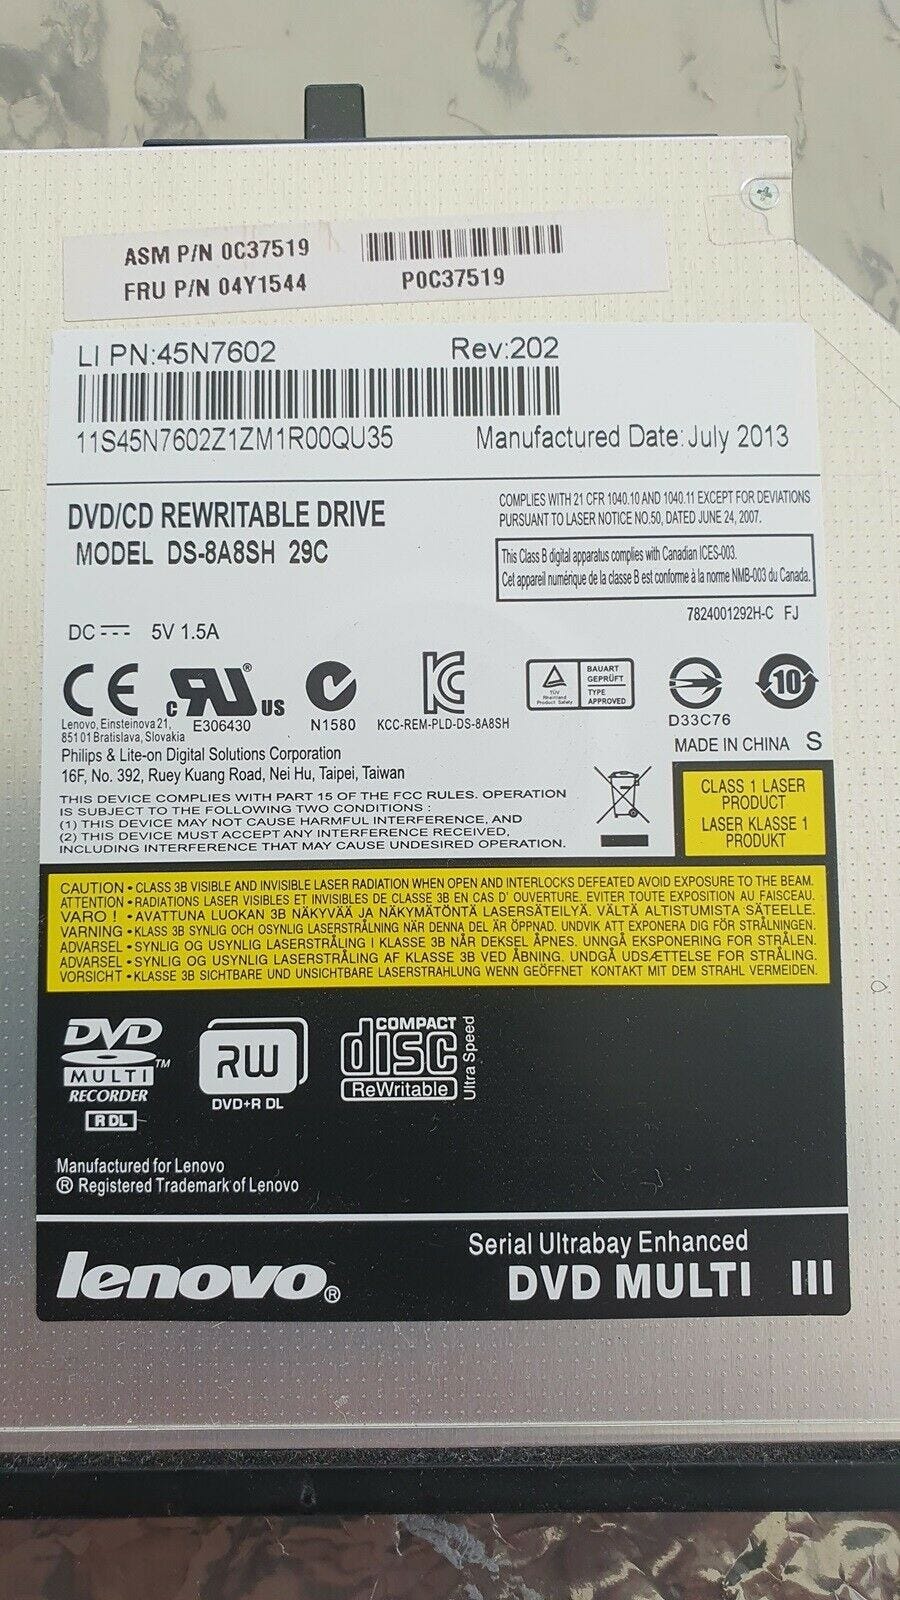 ASM P/N 0C37519
FRU P/N 04Y1544
P0C37519
LI PN:45N7602
Rev:202
11S45N7602Z1ZM1R00QU35
Manufactured Date: July 2013
DVD/CD REWRITABLE DRIVE
MODEL DS-8A8SH 29C
COMPLIES WITH 21 CFR 1040.10 AND 1040.11 EXCEPT FOR DEVIATIONS
PURSUANT TO LASER NOTICE NO.50, DATED JUNE 24, 2007.
This Class B digital apparatus complies with Canadian ICES-003.
Cet appareil numérique de la classe B est conforme à la norme NMB-003 du Canada.
7824001292H-C FJ
DC 5V 1.5A
CE
c RU ® US
E306430
N1580
KCC-REM-PLD-DS-8A8SH
TÜV
Rheinland
Product Safety
BAUART
GEPRÜFT
TYPE
APPROVED
D33C76
10
Lenovo, Einsteinova 21,
851 01 Bratislava, Slovakia
MADE IN CHINA S
Philips & Lite-on Digital Solutions Corporation
16F, No. 392, Ruey Kuang Road, Nei Hu, Taipei, Taiwan
THIS DEVICE COMPLIES WITH PART 15 OF THE FCC RULES. OPERATION
IS SUBJECT TO THE FOLLOWING TWO CONDITIONS :
(1) THIS DEVICE MAY NOT CAUSE HARMFUL INTERFERENCE, AND
(2) THIS DEVICE MUST ACCEPT ANY INTERFERENCE RECEIVED,
INCLUDING INTERFERENCE THAT MAY CAUSE UNDESIRED OPERATION.
CLASS 1 LASER
PRODUCT
LASER KLASSE 1
PRODUKT
CAUTION • CLASS 3B VISIBLE AND INVISIBLE LASER RADIATION WHEN OPEN AND INTERLOCKS DEFEATED AVOID EXPOSURE TO THE BEAM.
ATTENTION • RADIATIONS LASER VISIBLES ET INVISIBLES DE CLASSE 3B EN CAS D' OUVERTURE. EVITER TOUTE EXPOSITION AU FAISCEAU.
VARO ! • AVATTUNA LUOKAN 3B NÄKYVÄÄ JA NÄKYMÄTÖNTÄ LASERSÄTEILYÄ. VÄLTÄ ALTISTUMISTA SÄTEELLE.
VARNING • KLASS 3B SYNLIG OCH OSYNLIG LASERSTRÅLNING NÄR DENNA DEL ÄR ÖPPNAD. UNDVIK ATT EXPONERA DIG FÖR STRÅLNINGEN.
ADVARSEL • SYNLIG OG USYNLIG LASERSTRÅLING I KLASSE 3B NÅR DEKSEL ÅPNES. UNNGÅ EKSPONERING FOR STRÅLEN.
ADVARSEL • SYNLIG OG USYNLIG LASERSTRÅLING AF KLASSE 3B VED ÅBNING. UNDGÅ UDSÆTTELSE FOR STRÅLING.
VORSICHT • KLASSE 3B SICHTBARE UND UNSICHTBARE LASERSTRAHLUNG WENN GEÖFFNET KONTAKT MIT DEM STRAHL VERMEIDEN.
DVD
MULTI ™
RECORDER
R DL
RW
DVD+R DL
COMPACT
disc
ReWritable
Ultra Speed
Manufactured for Lenovo
® Registered Trademark of Lenovo
lenovo®
Serial Ultrabay Enhanced
DVD MULTI III